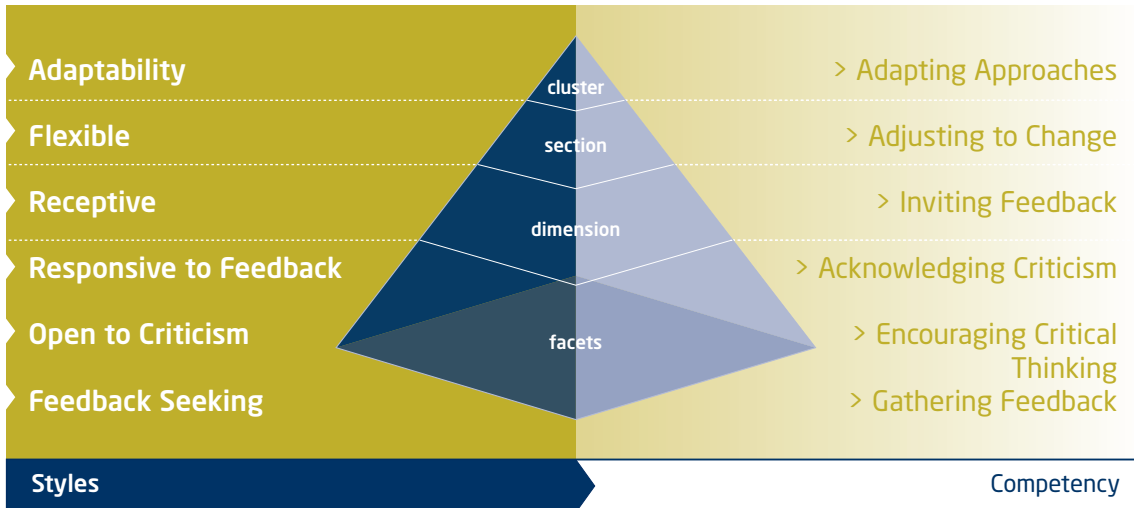 Adaptability
cluster
> Adapting Approaches
Flexible
section
> Adjusting to Change
Receptive
dimension
> Inviting Feedback
Responsive to Feedback
> Acknowledging Criticism
Open to Criticism
facets
> Encouraging Critical
Thinking
Feedback Seeking
> Gathering Feedback
Styles
Competency